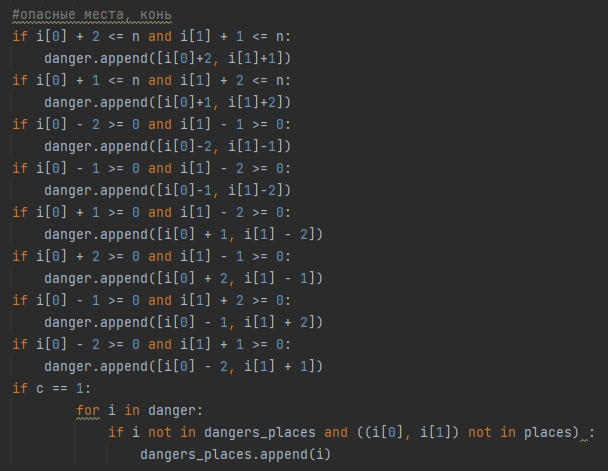 #опасные места, конь
if i[0] + 2 <= n and i[1] + 1 <= n:
    danger.append([i[0]+2, i[1]+1])
if i[0] + 1 <= n and i[1] + 2 <= n:
    danger.append([i[0]+1, i[1]+2])
if i[0] - 2 >= 0 and i[1] - 1 >= 0:
    danger.append([i[0]-2, i[1]-1])
if i[0] - 1 >= 0 and i[1] - 2 >= 0:
    danger.append([i[0]-1, i[1]-2])
if i[0] + 1 >= 0 and i[1] - 2 >= 0:
    danger.append([i[0] + 1, i[1] - 2])
if i[0] + 2 >= 0 and i[1] - 1 >= 0:
    danger.append([i[0] + 2, i[1] - 1])
if i[0] - 1 >= 0 and i[1] + 2 >= 0:
    danger.append([i[0] - 1, i[1] + 2])
if i[0] - 2 >= 0 and i[1] + 1 >= 0:
    danger.append([i[0] - 2, i[1] + 1])
if c == 1:
        for i in danger:
            if i not in dangers_places and ((i[0], i[1]) not in places) :
                dangers_places.append(i)